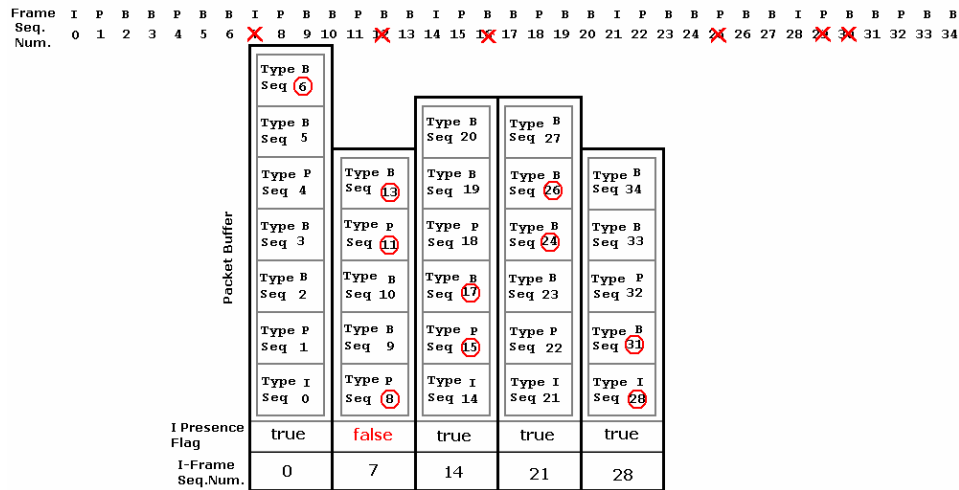 Frame I P B B P B B I P B B P B B I P B B P B B I P B B P B B I P B B P B B
Seq. Num. 0 1 2 3 4 5 6 7 8 9 10 11 12 13 14 15 16 17 18 19 20 21 22 23 24 25 26 27 28 29 30 31 32 33 34
Packet Buffer
Type B
Seq 6
Type B
Seq 5
Type P
Seq 4
Type B
Seq 3
Type B
Seq 2
Type P
Seq 1
Type I
Seq 0
Type B
Seq 13
Type P
Seq 11
Type B
Seq 10
Type B
Seq 9
Type P
Seq 8
Type B
Seq 20
Type B
Seq 19
Type P
Seq 18
Type B
Seq 17
Type P
Seq 15
Type I
Seq 14
Type B
Seq 27
Type B
Seq 26
Type B
Seq 24
Type B
Seq 23
Type P
Seq 22
Type I
Seq 21
Type B
Seq 34
Type B
Seq 33
Type P
Seq 32
Type B
Seq 31
Type I
Seq 28
I Presence Flag true false true true true
I-Frame Seq.Num. 0 7 14 21 28